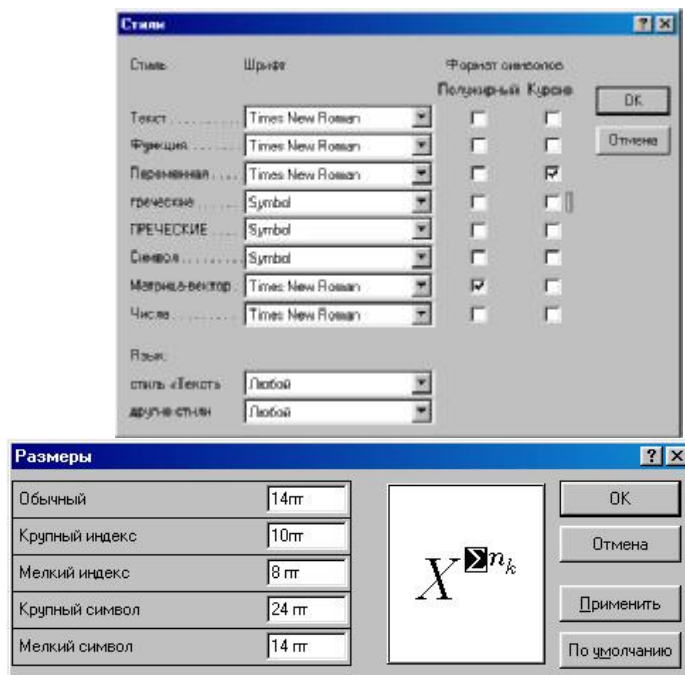 Стили
Стиль Шрифт Формат символов
Полужирный Курсив
Текст .......... Times New Roman
Функция ........ Times New Roman
Переменная .... Times New Roman
греческие ...... Symbol
ГРЕЧЕСКИЕ .... Symbol
Символ ......... Symbol
Матрица-вектор . Times New Roman
Числа .......... Times New Roman
OK
Отмена
Язык:
стиль «Текст» Любой
другие стили Любой
Размеры
Обычный 14пт
Крупный индекс 10пт
Мелкий индекс 8 пт
Крупный символ 24 пт
Мелкий символ 14 пт
X^Σn_k
OK
Отмена
Применить
По умолчанию